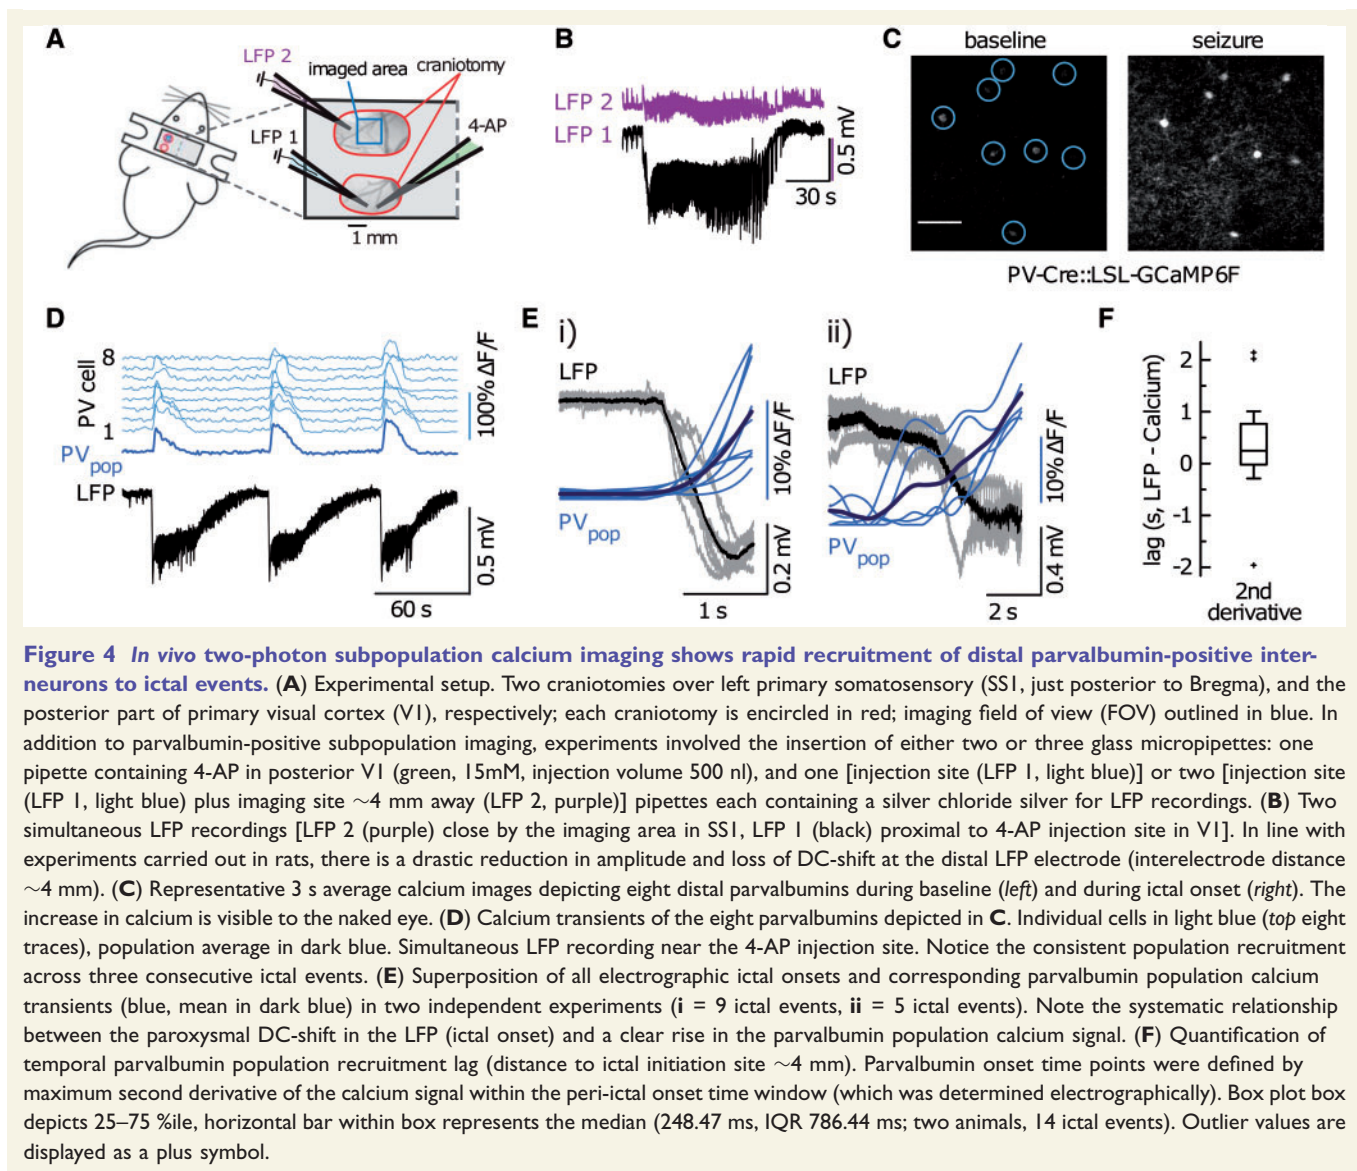 A
LFP 2
imaged area
craniotomy
LFP 1
4-AP
1 mm
B
LFP 2
LFP 1
0.5 mV
30 s
C
baseline
seizure
PV-Cre::LSL-GCaMP6F
D
PV cell
8
1
PVpop
LFP
100% ΔF/F
0.5 mV
60 s
E
i)
LFP
PVpop
10% ΔF/F
0.2 mV
1 s
ii)
LFP
PVpop
10% ΔF/F
0.4 mV
2 s
F
lag (s, LFP - Calcium)
2
1
0
-1
-2
2nd
derivative
Figure 4 In vivo two-photon subpopulation calcium imaging shows rapid recruitment of distal parvalbumin-positive inter-
neurons to ictal events. (A) Experimental setup. Two craniotomies over left primary somatosensory (SS1, just posterior to Bregma), and the
posterior part of primary visual cortex (V1), respectively; each craniotomy is encircled in red; imaging field of view (FOV) outlined in blue. In
addition to parvalbumin-positive subpopulation imaging, experiments involved the insertion of either two or three glass micropipettes: one
pipette containing 4-AP in posterior V1 (green, 15mM, injection volume 500 nl), and one [injection site (LFP 1, light blue)] or two [injection site
(LFP 1, light blue) plus imaging site ~4 mm away (LFP 2, purple)] pipettes each containing a silver chloride silver for LFP recordings. (B) Two
simultaneous LFP recordings [LFP 2 (purple) close by the imaging area in SS1, LFP 1 (black) proximal to 4-AP injection site in V1]. In line with
experiments carried out in rats, there is a drastic reduction in amplitude and loss of DC-shift at the distal LFP electrode (interelectrode distance
~4 mm). (C) Representative 3 s average calcium images depicting eight distal parvalbumins during baseline (left) and during ictal onset (right). The
increase in calcium is visible to the naked eye. (D) Calcium transients of the eight parvalbumins depicted in C. Individual cells in light blue (top eight
traces), population average in dark blue. Simultaneous LFP recording near the 4-AP injection site. Notice the consistent population recruitment
across three consecutive ictal events. (E) Superposition of all electrographic ictal onsets and corresponding parvalbumin population calcium
transients (blue, mean in dark blue) in two independent experiments (i = 9 ictal events, ii = 5 ictal events). Note the systematic relationship
between the paroxysmal DC-shift in the LFP (ictal onset) and a clear rise in the parvalbumin population calcium signal. (F) Quantification of
temporal parvalbumin population recruitment lag (distance to ictal initiation site ~4 mm). Parvalbumin onset time points were defined by
maximum second derivative of the calcium signal within the peri-ictal onset time window (which was determined electrographically). Box plot box
depicts 25–75 %ile, horizontal bar within box represents the median (248.47 ms, IQR 786.44 ms; two animals, 14 ictal events). Outlier values are
displayed as a plus symbol.